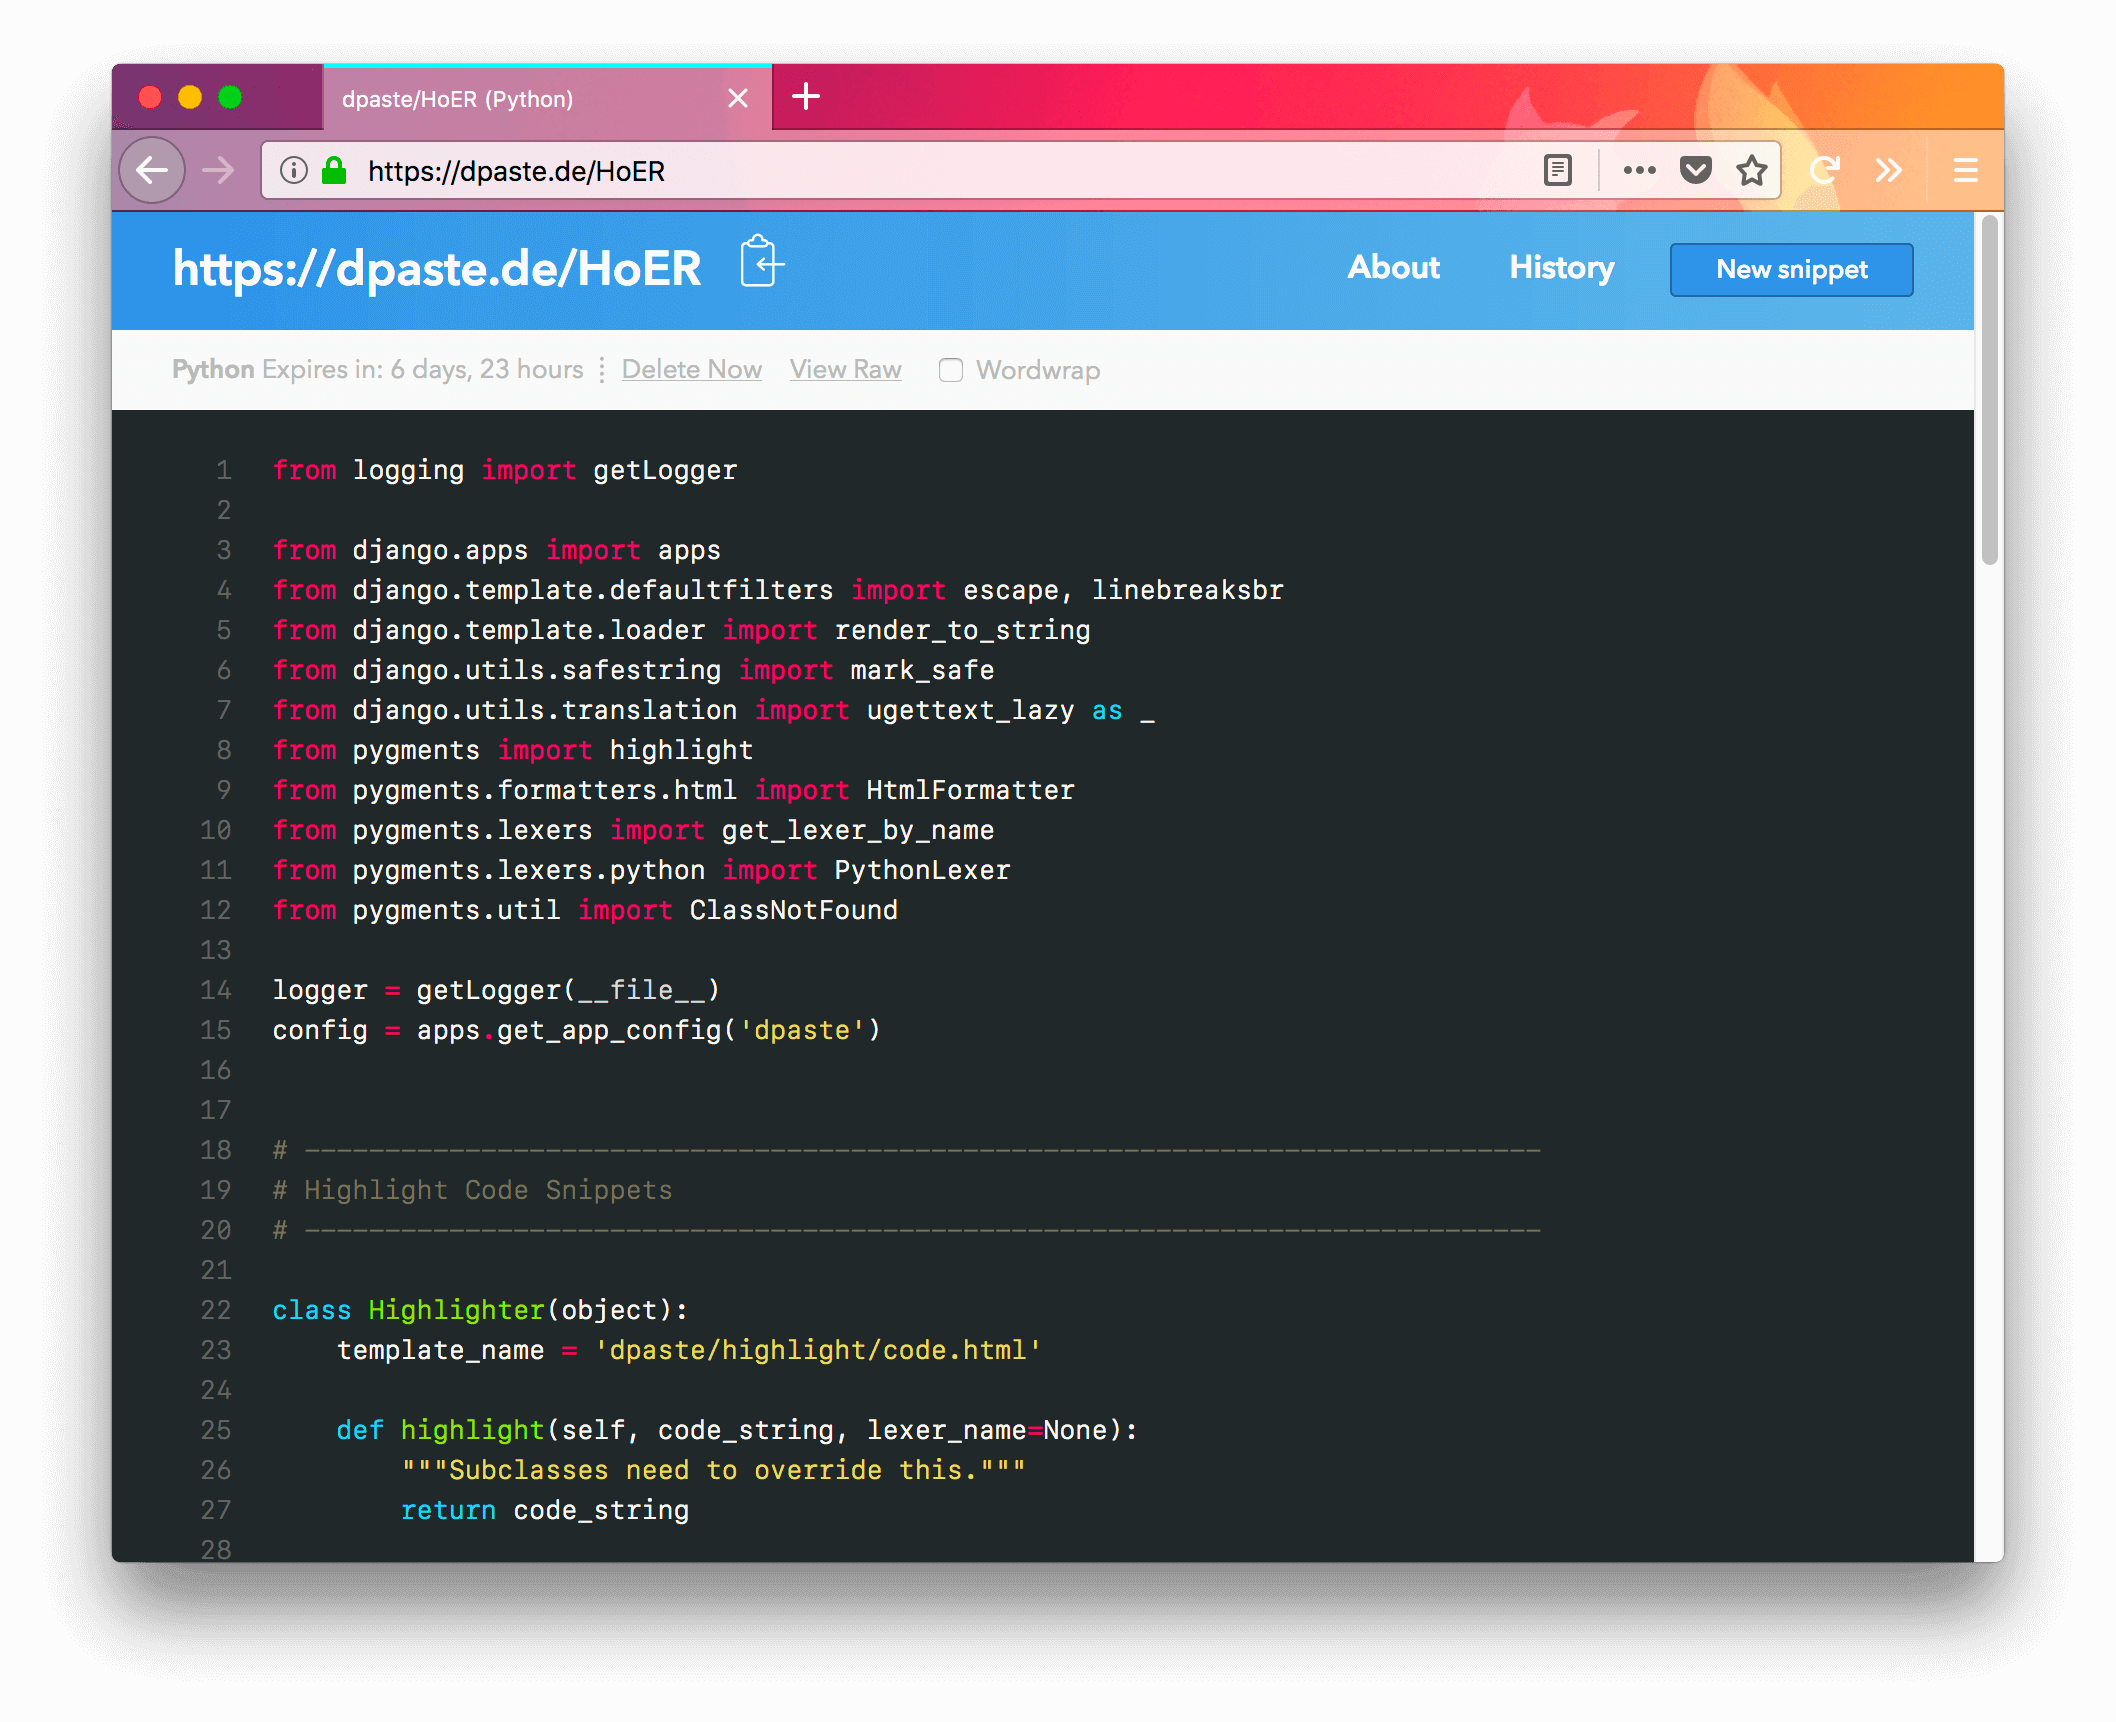 dpaste/HoER (Python)
https://dpaste.de/HoER
https://dpaste.de/HoER About History New snippet
Python Expires in: 6 days, 23 hours Delete Now View Raw Wordwrap
1 from logging import getLogger
2
3 from django.apps import apps
4 from django.template.defaultfilters import escape, linebreaksbr
5 from django.template.loader import render_to_string
6 from django.utils.safestring import mark_safe
7 from django.utils.translation import ugettext_lazy as _
8 from pygments import highlight
9 from pygments.formatters.html import HtmlFormatter
10 from pygments.lexers import get_lexer_by_name
11 from pygments.lexers.python import PythonLexer
12 from pygments.util import ClassNotFound
13
14 logger = getLogger(__file__)
15 config = apps.get_app_config('dpaste')
16
17
18 # -----------------------------------------------------------------------------
19 # Highlight Code Snippets
20 # -----------------------------------------------------------------------------
21
22 class Highlighter(object):
23     template_name = 'dpaste/highlight/code.html'
24
25     def highlight(self, code_string, lexer_name=None):
26         """Subclasses need to override this."""
27         return code_string
28